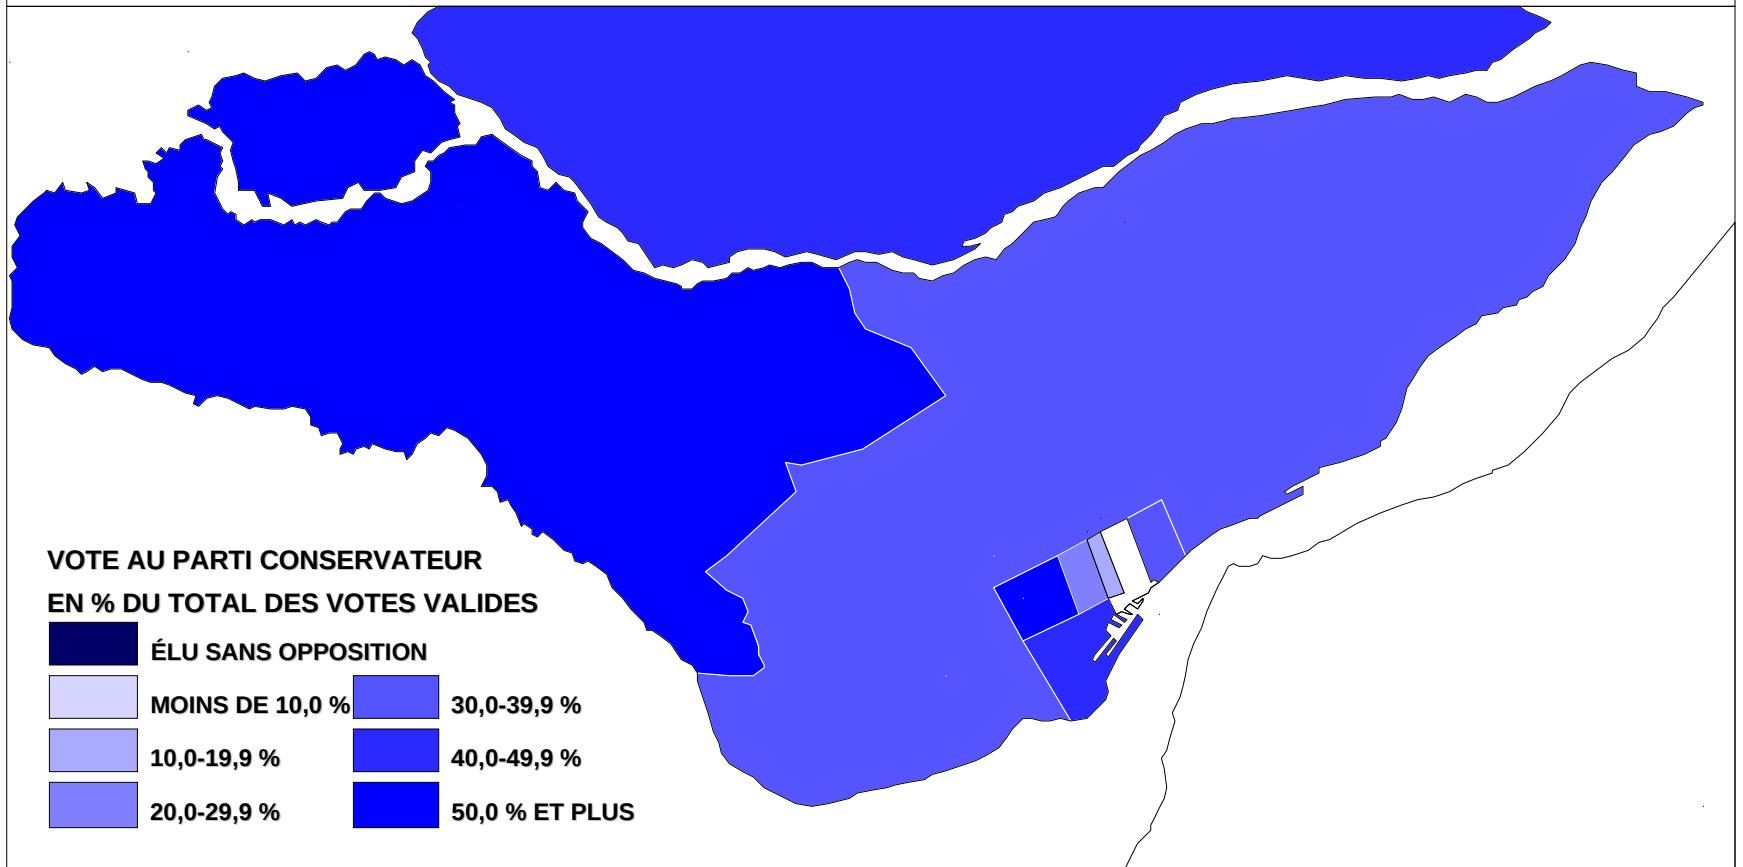 VOTE AU PARTI CONSERVATEUR
EN % DU TOTAL DES VOTES VALIDES
ÉLU SANS OPPOSITION
MOINS DE 10,0 %
10,0-19,9 %
20,0-29,9 %
30,0-39,9 %
40,0-49,9 %
50,0 % ET PLUS